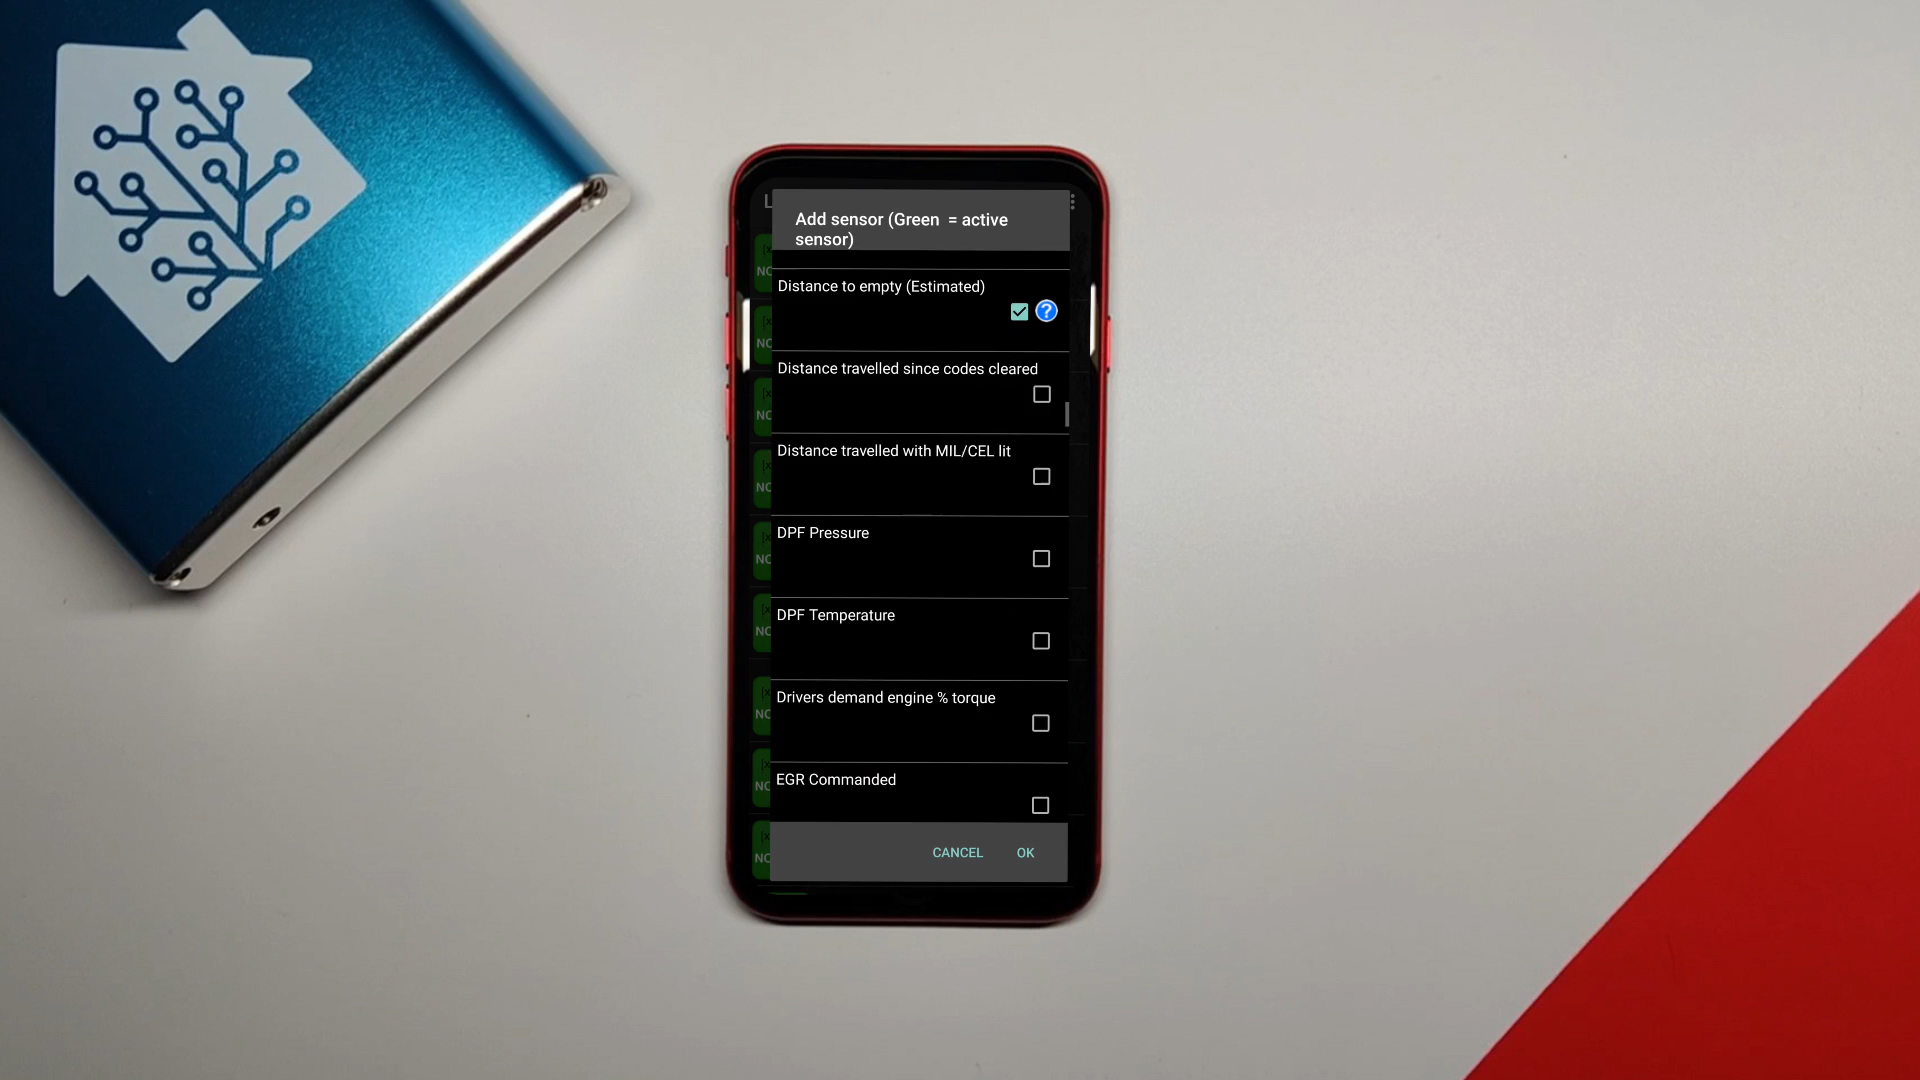 Add sensor (Green = active
sensor)
Distance to empty (Estimated)
?
Distance travelled since codes cleared
Distance travelled with MIL/CEL lit
DPF Pressure
DPF Temperature
Drivers demand engine % torque
EGR Commanded
CANCEL OK